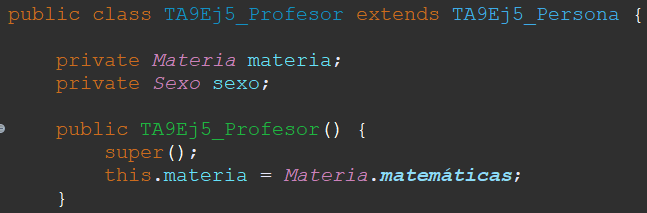 public class TA9Ej5_Profesor extends TA9Ej5_Persona {
private Materia materia;
private Sexo sexo;
public TA9Ej5_Profesor() {
super();
this.materia = Materia.matemáticas;
}